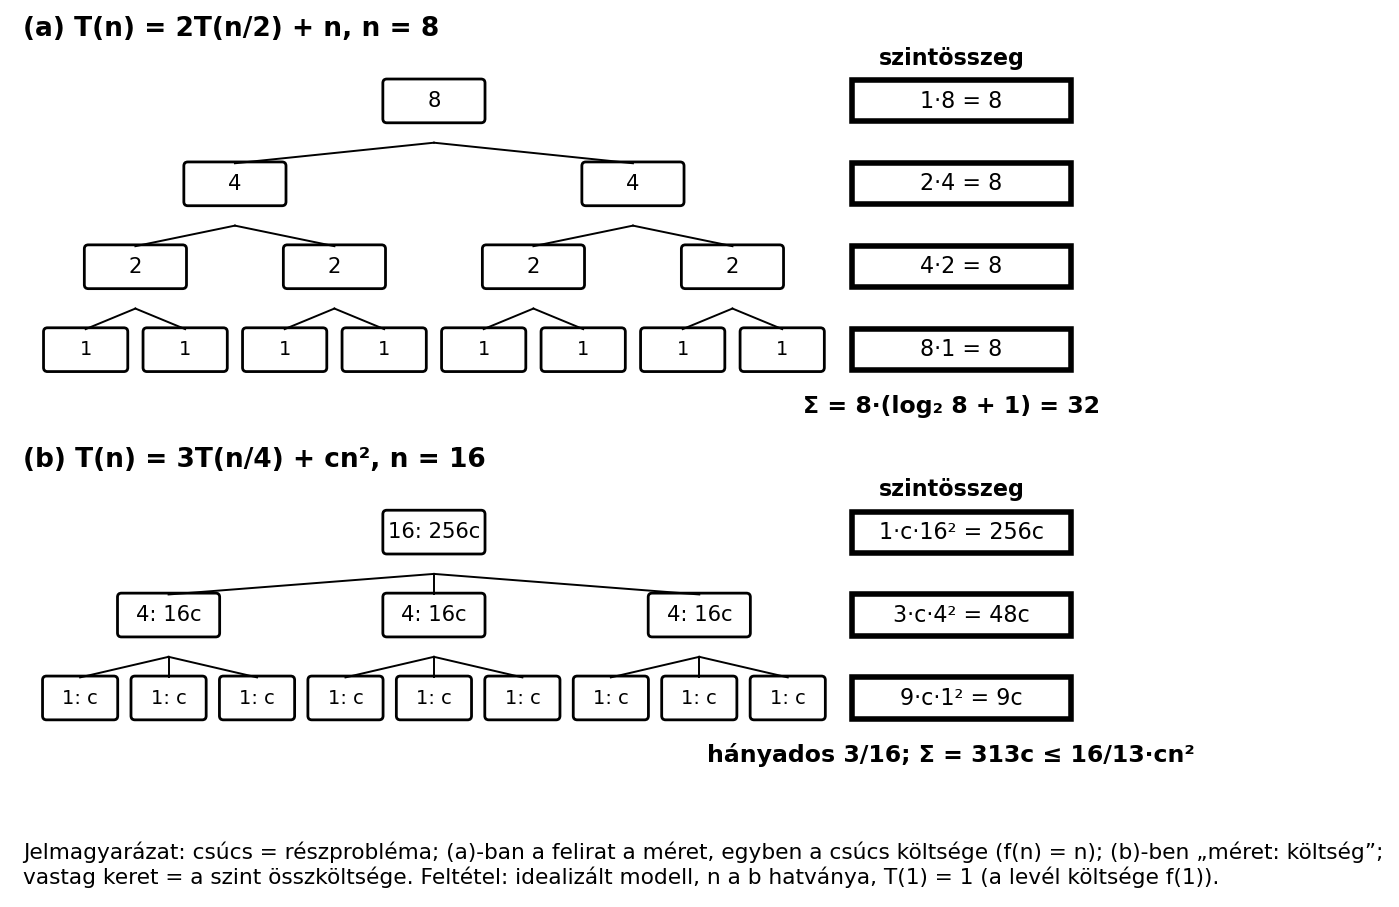 (a) T(n) = 2T(n/2) + n, n = 8
szintösszeg
8
1·8 = 8
4 4
2·4 = 8
2 2 2 2
4·2 = 8
1 1 1 1 1 1 1 1
8·1 = 8
Σ = 8·(log₂ 8 + 1) = 32
(b) T(n) = 3T(n/4) + cn², n = 16
szintösszeg
16: 256c
1·c·16² = 256c
4: 16c 4: 16c 4: 16c
3·c·4² = 48c
1: c 1: c 1: c 1: c 1: c 1: c 1: c 1: c 1: c
9·c·1² = 9c
hányados 3/16; Σ = 313c ≤ 16/13·cn²
Jelmagyarázat: csúcs = részprobléma; (a)-ban a felirat a méret, egyben a csúcs költsége (f(n) = n); (b)-ben „méret: költség”;
vastag keret = a szint összköltsége. Feltétel: idealizált modell, n a b hatványa, T(1) = 1 (a levél költsége f(1)).